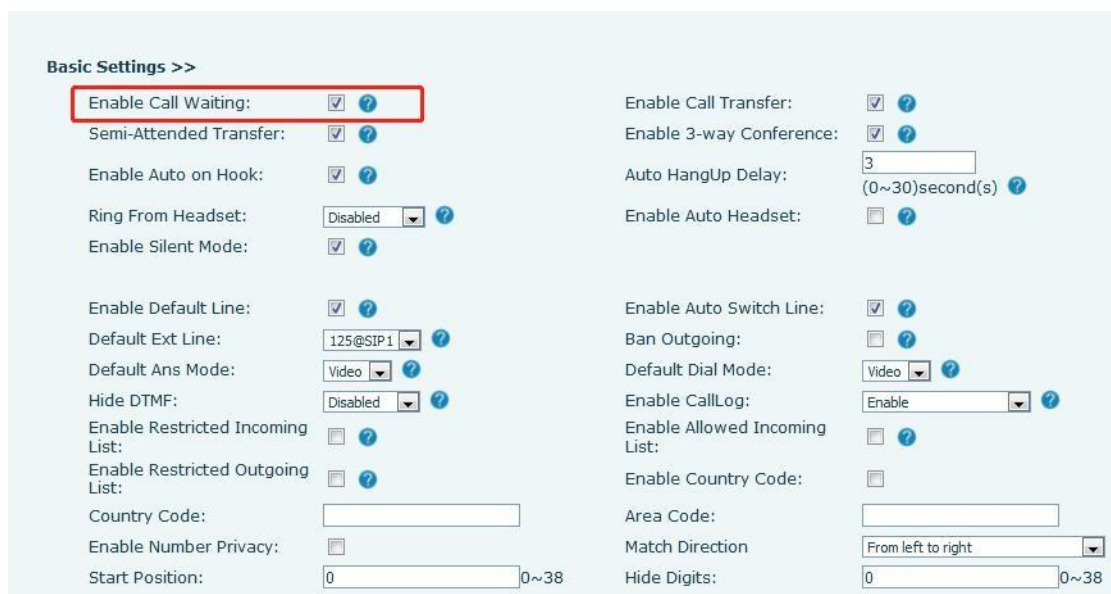 Basic Settings >>
Enable Call Waiting: ? Enable Call Transfer: ?
Semi-Attended Transfer: ? Enable 3-way Conference: ?
Enable Auto on Hook: ? Auto HangUp Delay: 3
(0~30)second(s) ?
Ring From Headset: Disabled ? Enable Auto Headset: ?
Enable Silent Mode: ?
Enable Default Line: ? Enable Auto Switch Line: ?
Default Ext Line: 125@SIP1 ? Ban Outgoing: ?
Default Ans Mode: Video ? Default Dial Mode: Video ?
Hide DTMF: Disabled ? Enable CallLog: Enable ?
Enable Restricted Incoming
List: ? Enable Allowed Incoming
List: ?
Enable Restricted Outgoing
List: ? Enable Country Code:
Country Code: Area Code:
Enable Number Privacy: Match Direction From left to right
Start Position: 0 0~38 Hide Digits: 0 0~38